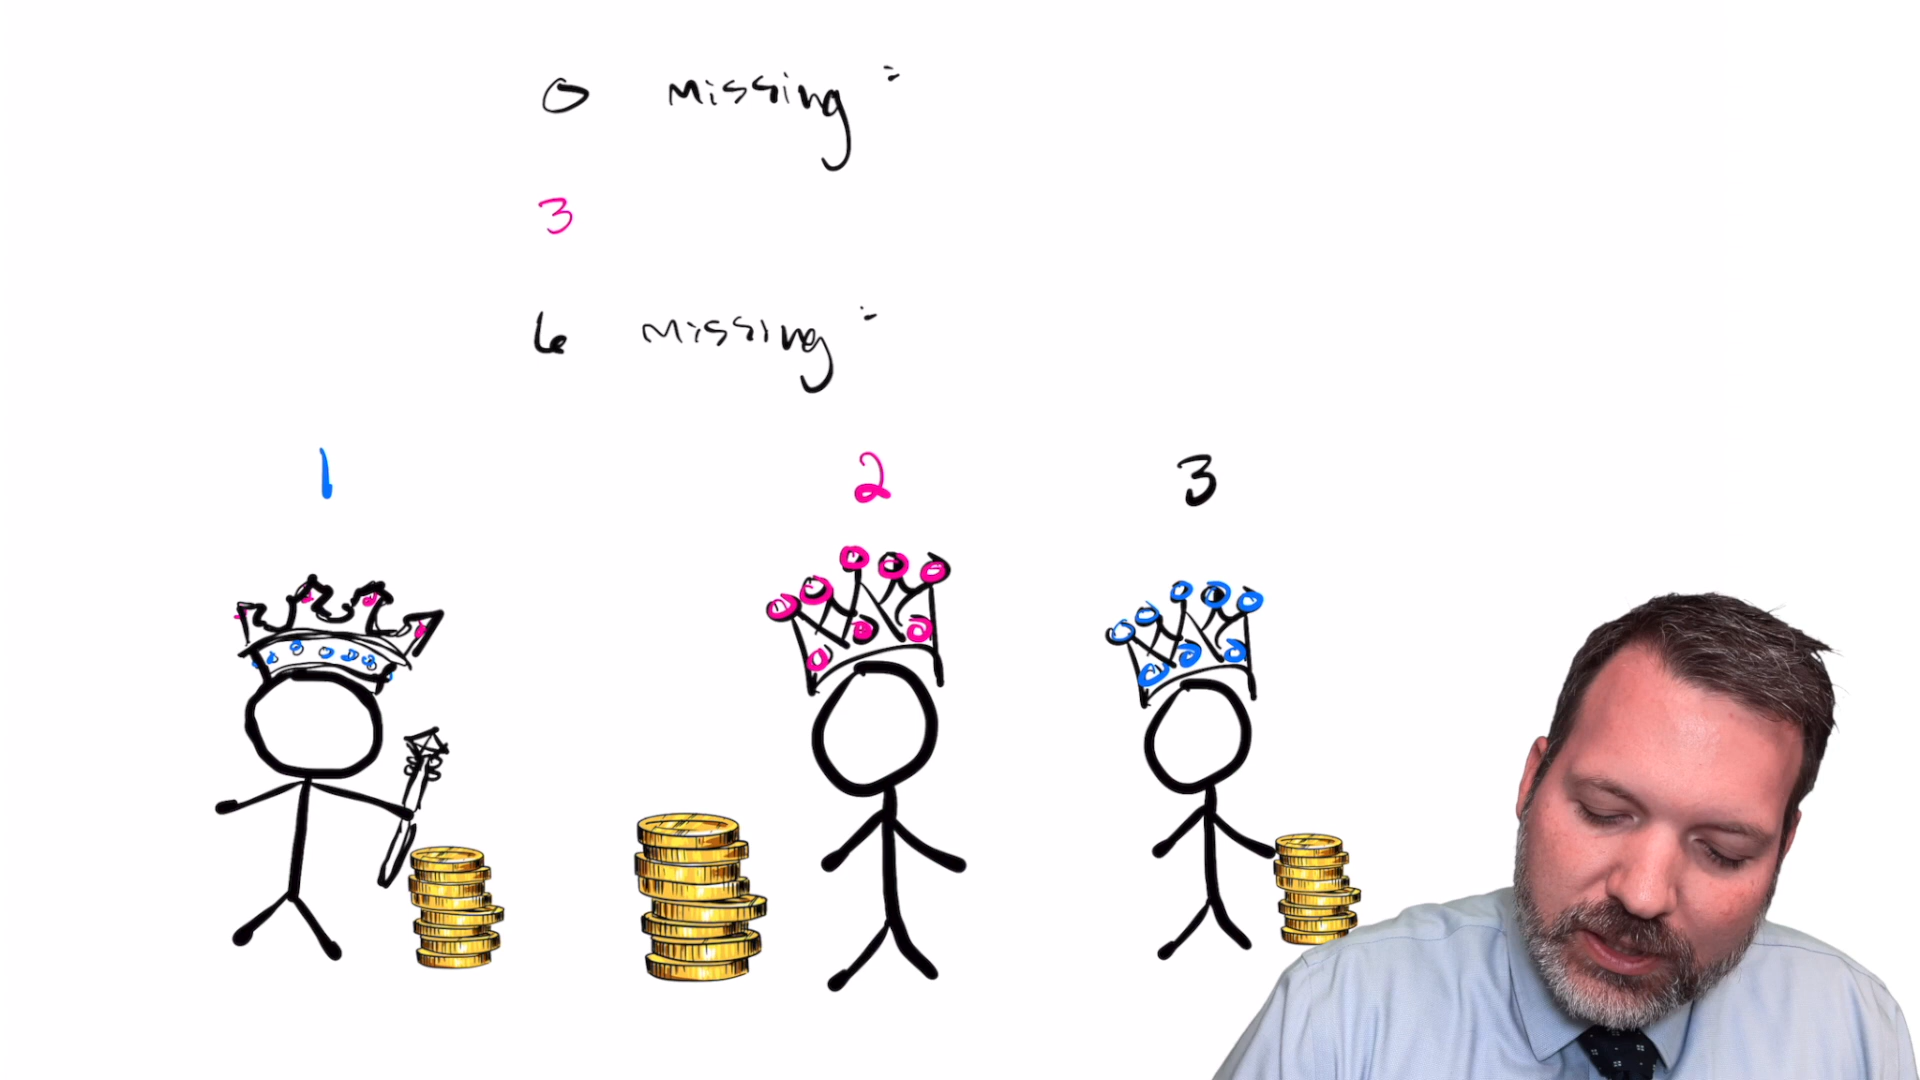 0 missing =
3
6 missing =
1 2 3